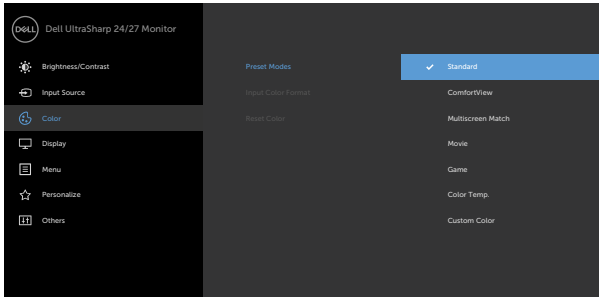 DELL
Dell UltraSharp 24/27 Monitor
Brightness/Contrast
Input Source
Color
Display
Menu
Personalize
Others
Preset Modes
Input Color Format
Reset Color
Standard
ComfortView
Multiscreen Match
Movie
Game
Color Temp.
Custom Color